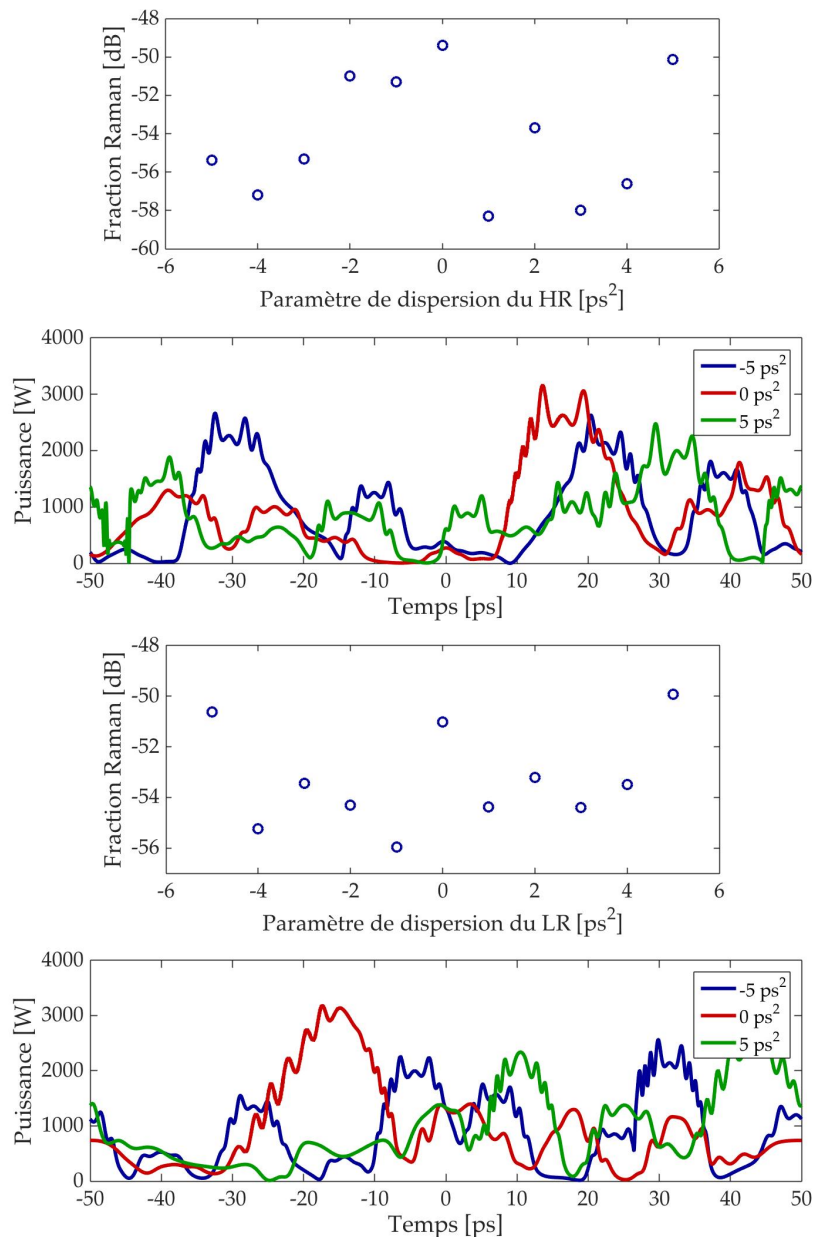 -48
-50
-52
-54
-56
-58
-60
Fraction Raman [dB]
-6 -4 -2 0 2 4 6
Paramètre de dispersion du HR [ps²]
4000
3000
2000
1000
0
Puissance [W]
-5 ps²
0 ps²
5 ps²
-50 -40 -30 -20 -10 0 10 20 30 40 50
Temps [ps]
-48
-50
-52
-54
-56
Fraction Raman [dB]
-6 -4 -2 0 2 4 6
Paramètre de dispersion du LR [ps²]
4000
3000
2000
1000
0
Puissance [W]
-5 ps²
0 ps²
5 ps²
-50 -40 -30 -20 -10 0 10 20 30 40 50
Temps [ps]